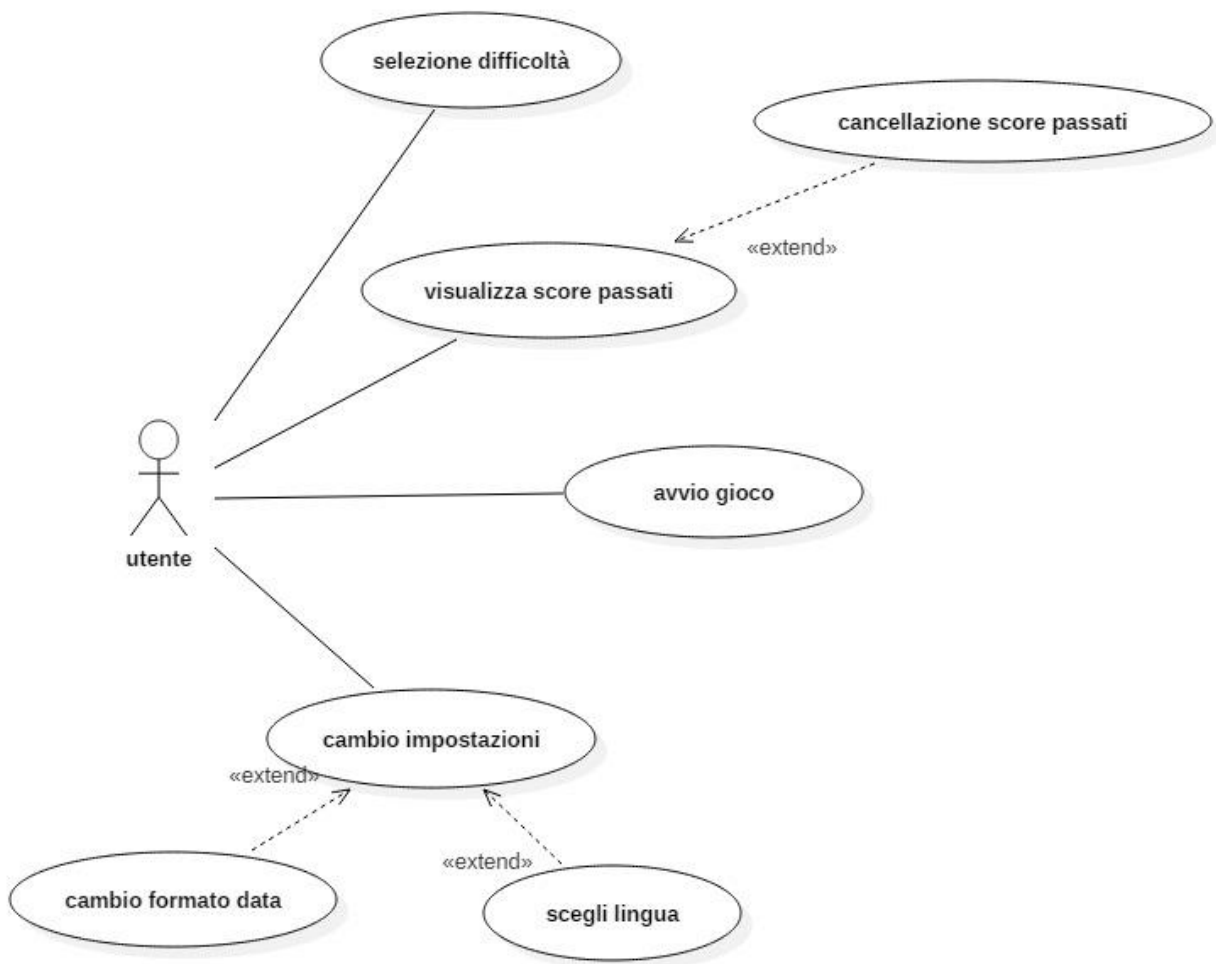 selezione difficoltà
cancellazione score passati
«extend»
visualizza score passati
avvio gioco
utente
cambio impostazioni
«extend»
«extend»
cambio formato data
scegli lingua